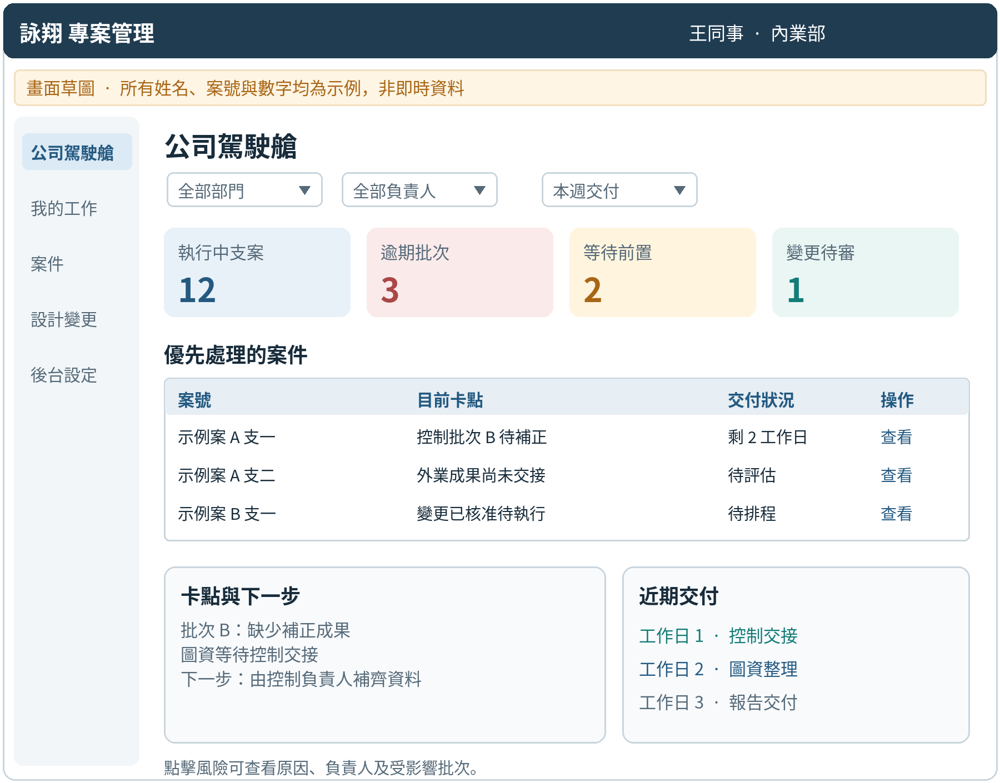 詠翔 專案管理
王同事 · 內業部
畫面草圖 · 所有姓名、案號與數字均為示例，非即時資料
公司駕駛艙
我的工作
案件
設計變更
後台設定
公司駕駛艙
全部部門
全部負責人
本週交付
執行中支案
12
逾期批次
3
等待前置
2
變更待審
1
優先處理的案件
案號 目前卡點 交付狀況 操作
示例案 A 支一 控制批次 B 待補正 剩 2 工作日 查看
示例案 A 支二 外業成果尚未交接 待評估 查看
示例案 B 支一 變更已核准待執行 待排程 查看
卡點與下一步
批次 B：缺少補正成果
圖資等待控制交接
下一步：由控制負責人補齊資料
近期交付
工作日 1 · 控制交接
工作日 2 · 圖資整理
工作日 3 · 報告交付
點擊風險可查看原因、負責人及受影響批次。